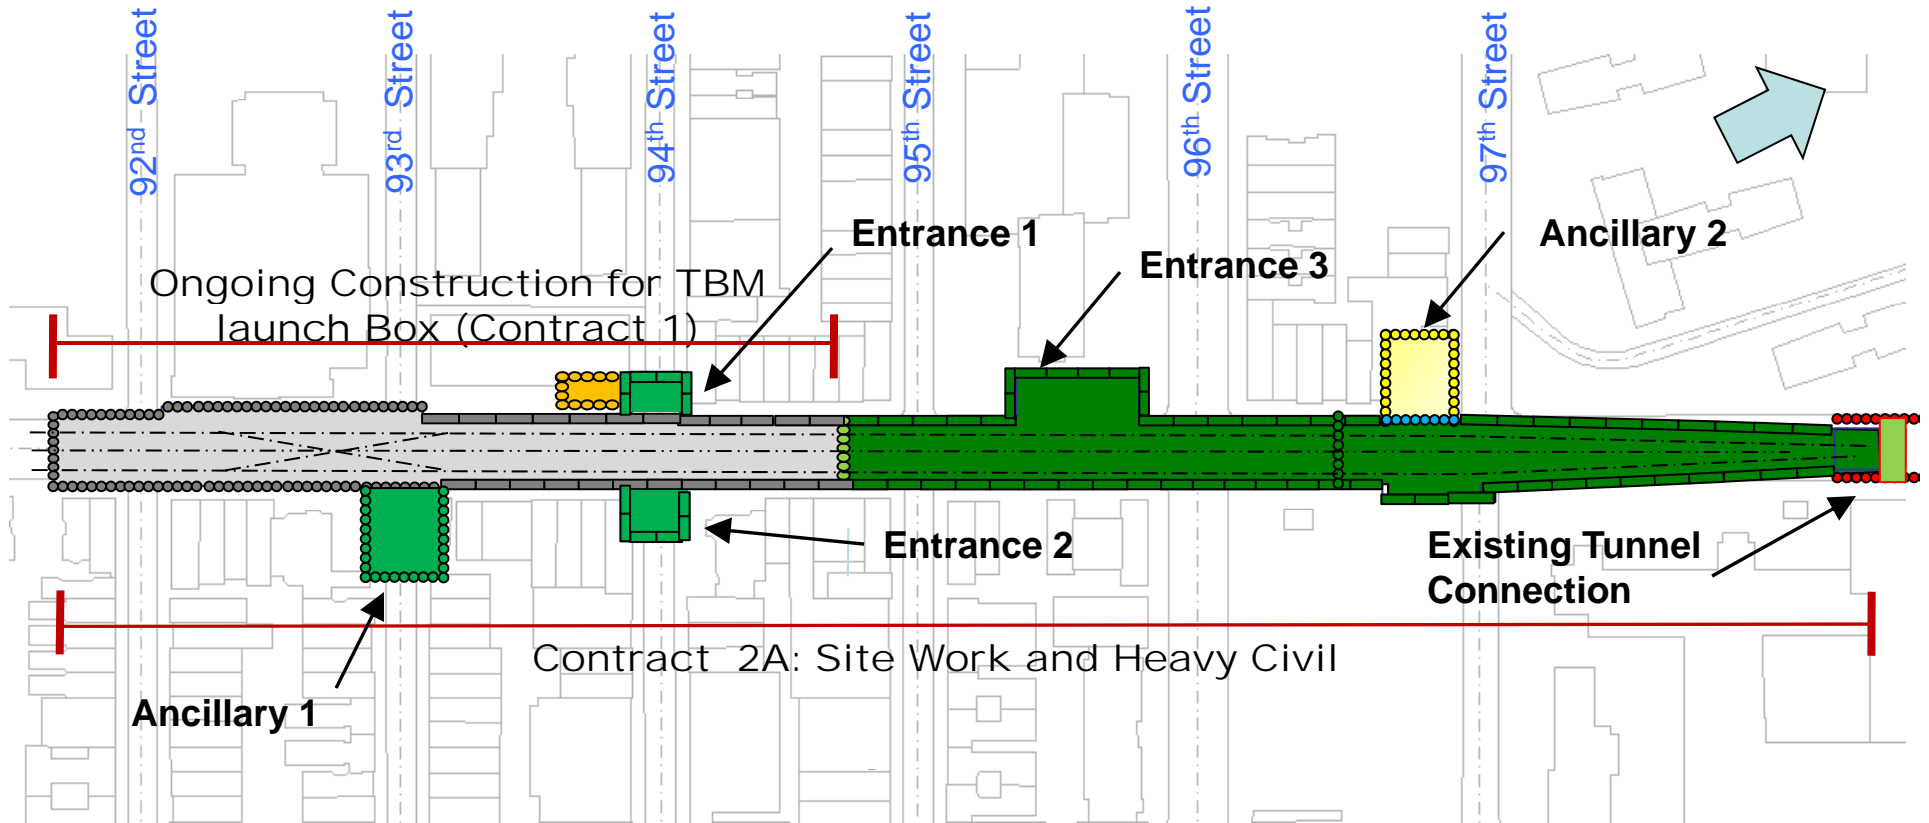 92nd Street
93rd Street
94th Street
95th Street
96th Street
97th Street
Entrance 1
Entrance 3
Ancillary 2
Ongoing Construction for TBM
launch Box (Contract 1)
Entrance 2
Existing Tunnel
Connection
Contract 2A: Site Work and Heavy Civil
Ancillary 1